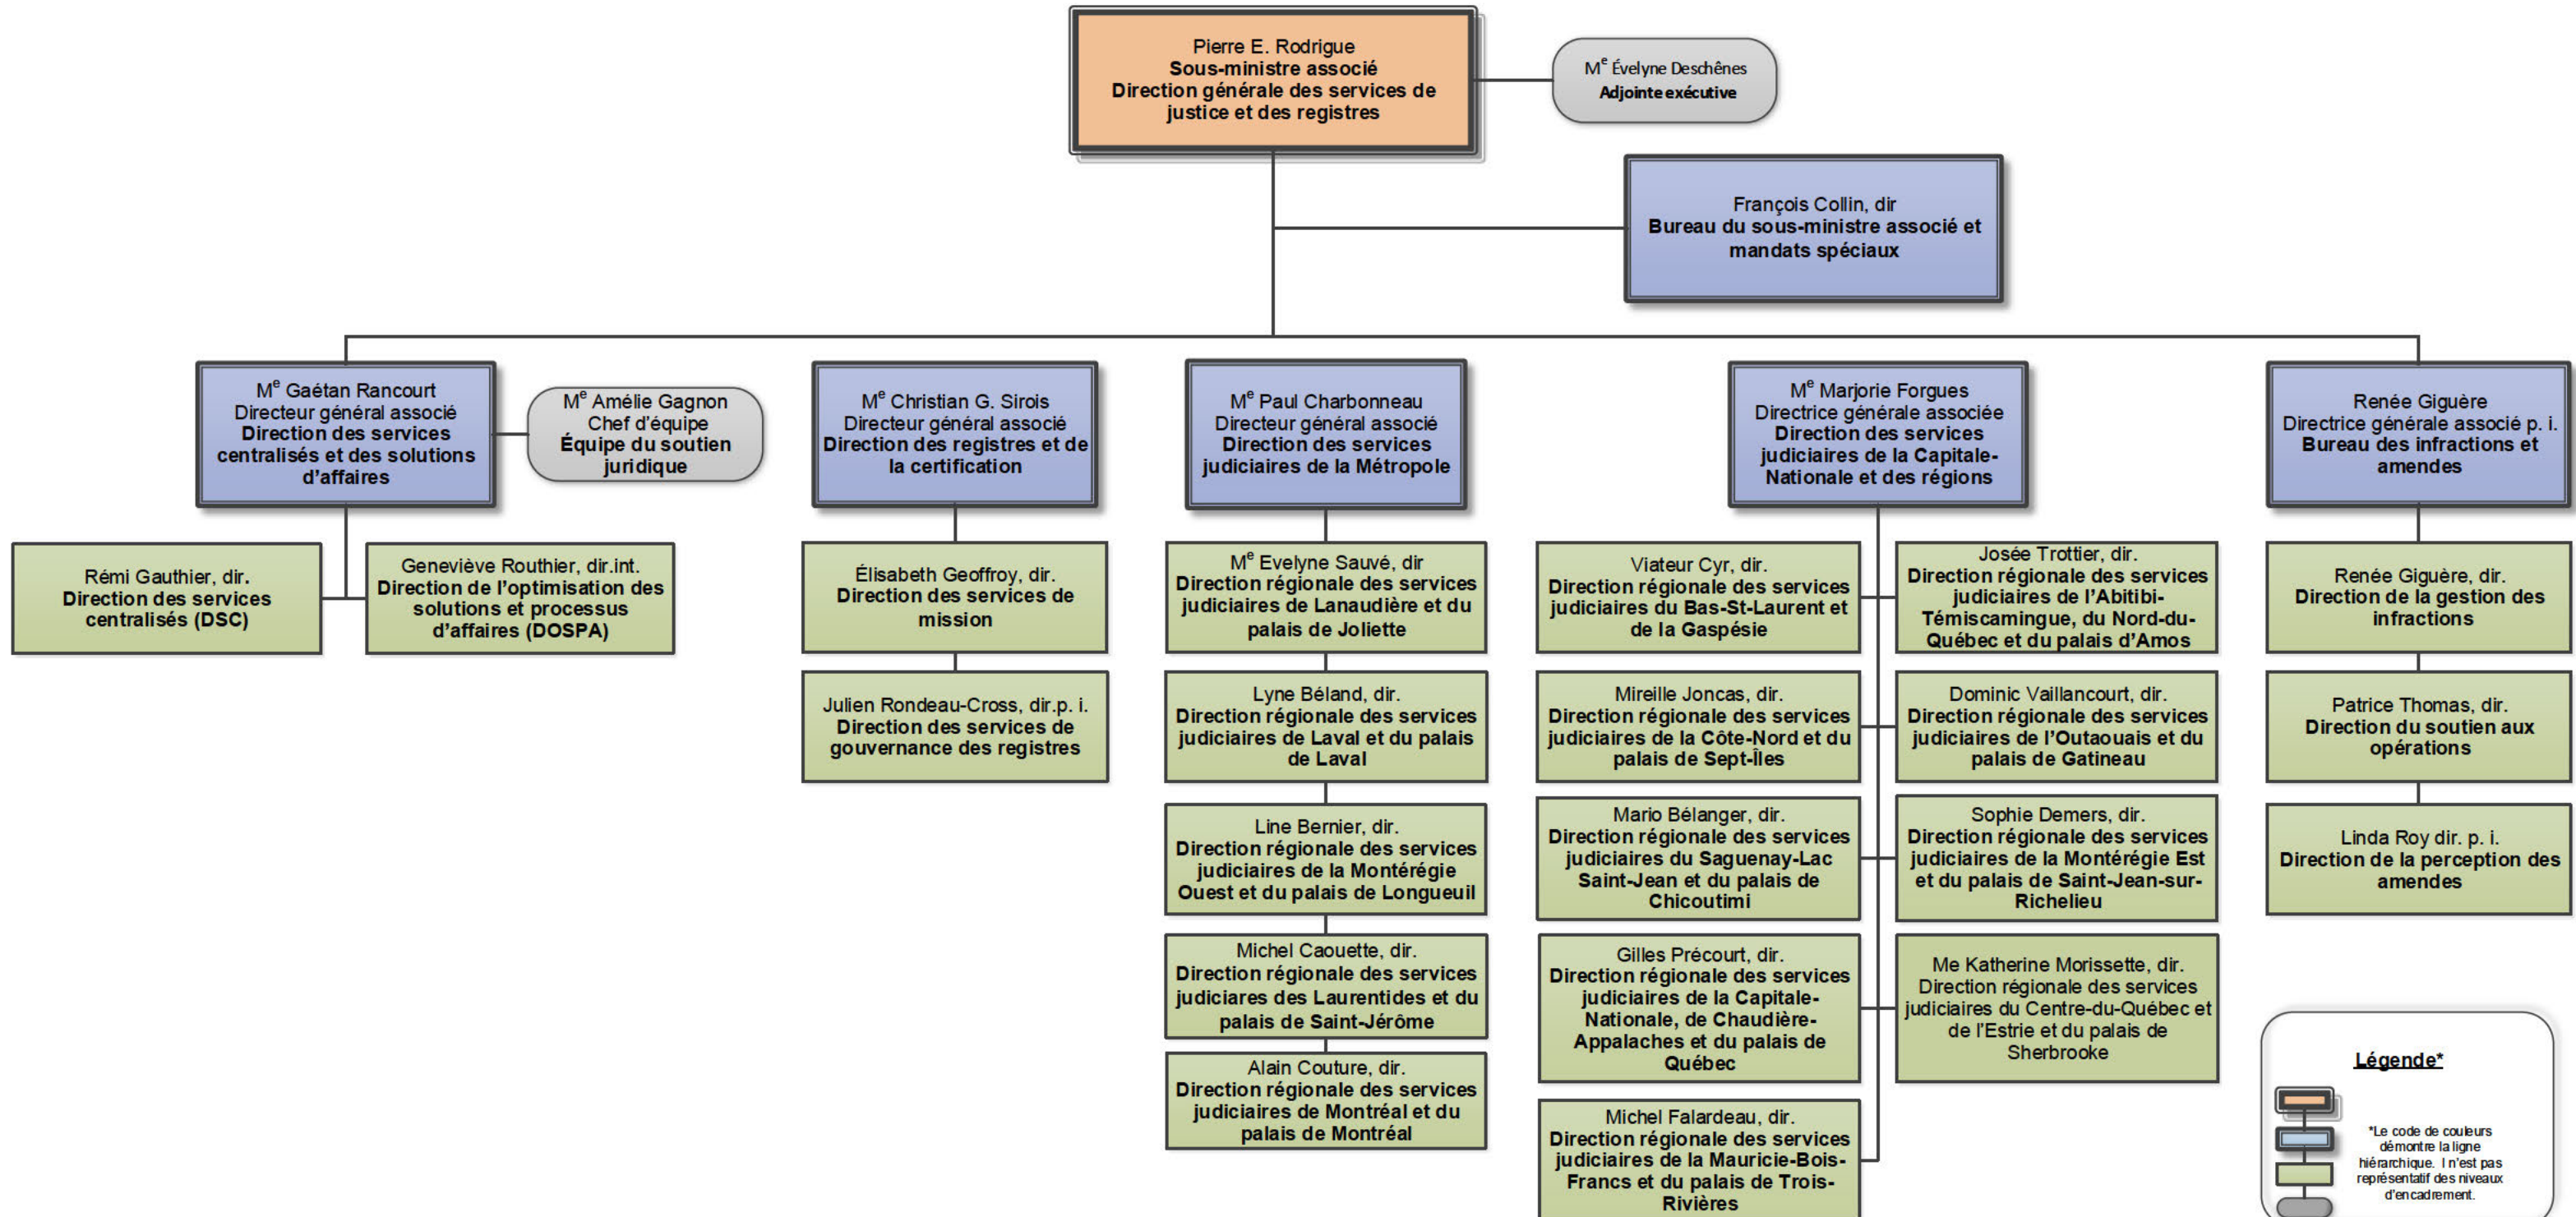 Pierre E. Rodrigue
Sous-ministre associé
Direction générale des services de
justice et des registres
Me Évelyne Deschênes
Adjointe exécutive
François Collin, dir
Bureau du sous-ministre associé et
mandats spéciaux
Me Gaétan Rancourt
Directeur général associé
Direction des services
centralisés et des solutions
d'affaires
Me Amélie Gagnon
Chef d'équipe
Équipe du soutien
juridique
Me Christian G. Sirois
Directeur général associé
Direction des registres et de
la certification
Me Paul Charbonneau
Directeur général associé
Direction des services
judiciaires de la Métropole
Me Marjorie Forgues
Directrice générale associée
Direction des services
judiciaires de la Capitale-
Nationale et des régions
Renée Giguère
Directrice générale associé p. i.
Bureau des infractions et
amendes
Rémi Gauthier, dir.
Direction des services
centralisés (DSC)
Geneviève Routhier, dir.int.
Direction de l'optimisation des
solutions et processus
d'affaires (DOSPA)
Élisabeth Geoffroy, dir.
Direction des services de
mission
Julien Rondeau-Cross, dir.p. i.
Direction des services de
gouvernance des registres
Me Evelyne Sauvé, dir
Direction régionale des services
judiciaires de Lanaudière et du
palais de Joliette
Lyne Béland, dir.
Direction régionale des services
judiciaires de Laval et du palais
de Laval
Line Bernier, dir.
Direction régionale des services
judiciaires de la Montérégie
Ouest et du palais de Longueuil
Michel Caouette, dir.
Direction régionale des services
judiciares des Laurentides et du
palais de Saint-Jérôme
Alain Couture, dir.
Direction régionale des services
judiciaires de Montréal et du
palais de Montréal
Viateur Cyr, dir.
Direction régionale des services
judiciaires du Bas-St-Laurent et
de la Gaspésie
Mireille Joncas, dir.
Direction régionale des services
judiciaires de la Côte-Nord et du
palais de Sept-Îles
Mario Bélanger, dir.
Direction régionale des services
judiciaires du Saguenay-Lac
Saint-Jean et du palais de
Chicoutimi
Gilles Précourt, dir.
Direction régionale des services
judiciaires de la Capitale-
Nationale, de Chaudière-
Appalaches et du palais de
Québec
Michel Falardeau, dir.
Direction régionale des services
judiciaires de la Mauricie-Bois-
Francs et du palais de Trois-
Rivières
Josée Trottier, dir.
Direction régionale des services
judiciaires de l'Abitibi-
Témiscamingue, du Nord-du-
Québec et du palais d'Amos
Dominic Vaillancourt, dir.
Direction régionale des services
judiciaires de l'Outaouais et du
palais de Gatineau
Sophie Demers, dir.
Direction régionale des services
judiciaires de la Montérégie Est
et du palais de Saint-Jean-sur-
Richelieu
Me Katherine Morissette, dir.
Direction régionale des services
judiciaires du Centre-du-Québec et
de l'Estrie et du palais de
Sherbrooke
Renée Giguère, dir.
Direction de la gestion des
infractions
Patrice Thomas, dir.
Direction du soutien aux
opérations
Linda Roy dir. p. i.
Direction de la perception des
amendes
Légende*
*Le code de couleurs
démontre la ligne
hiérarchique. I n'est pas
représentatif des niveaux
d'encadrement.